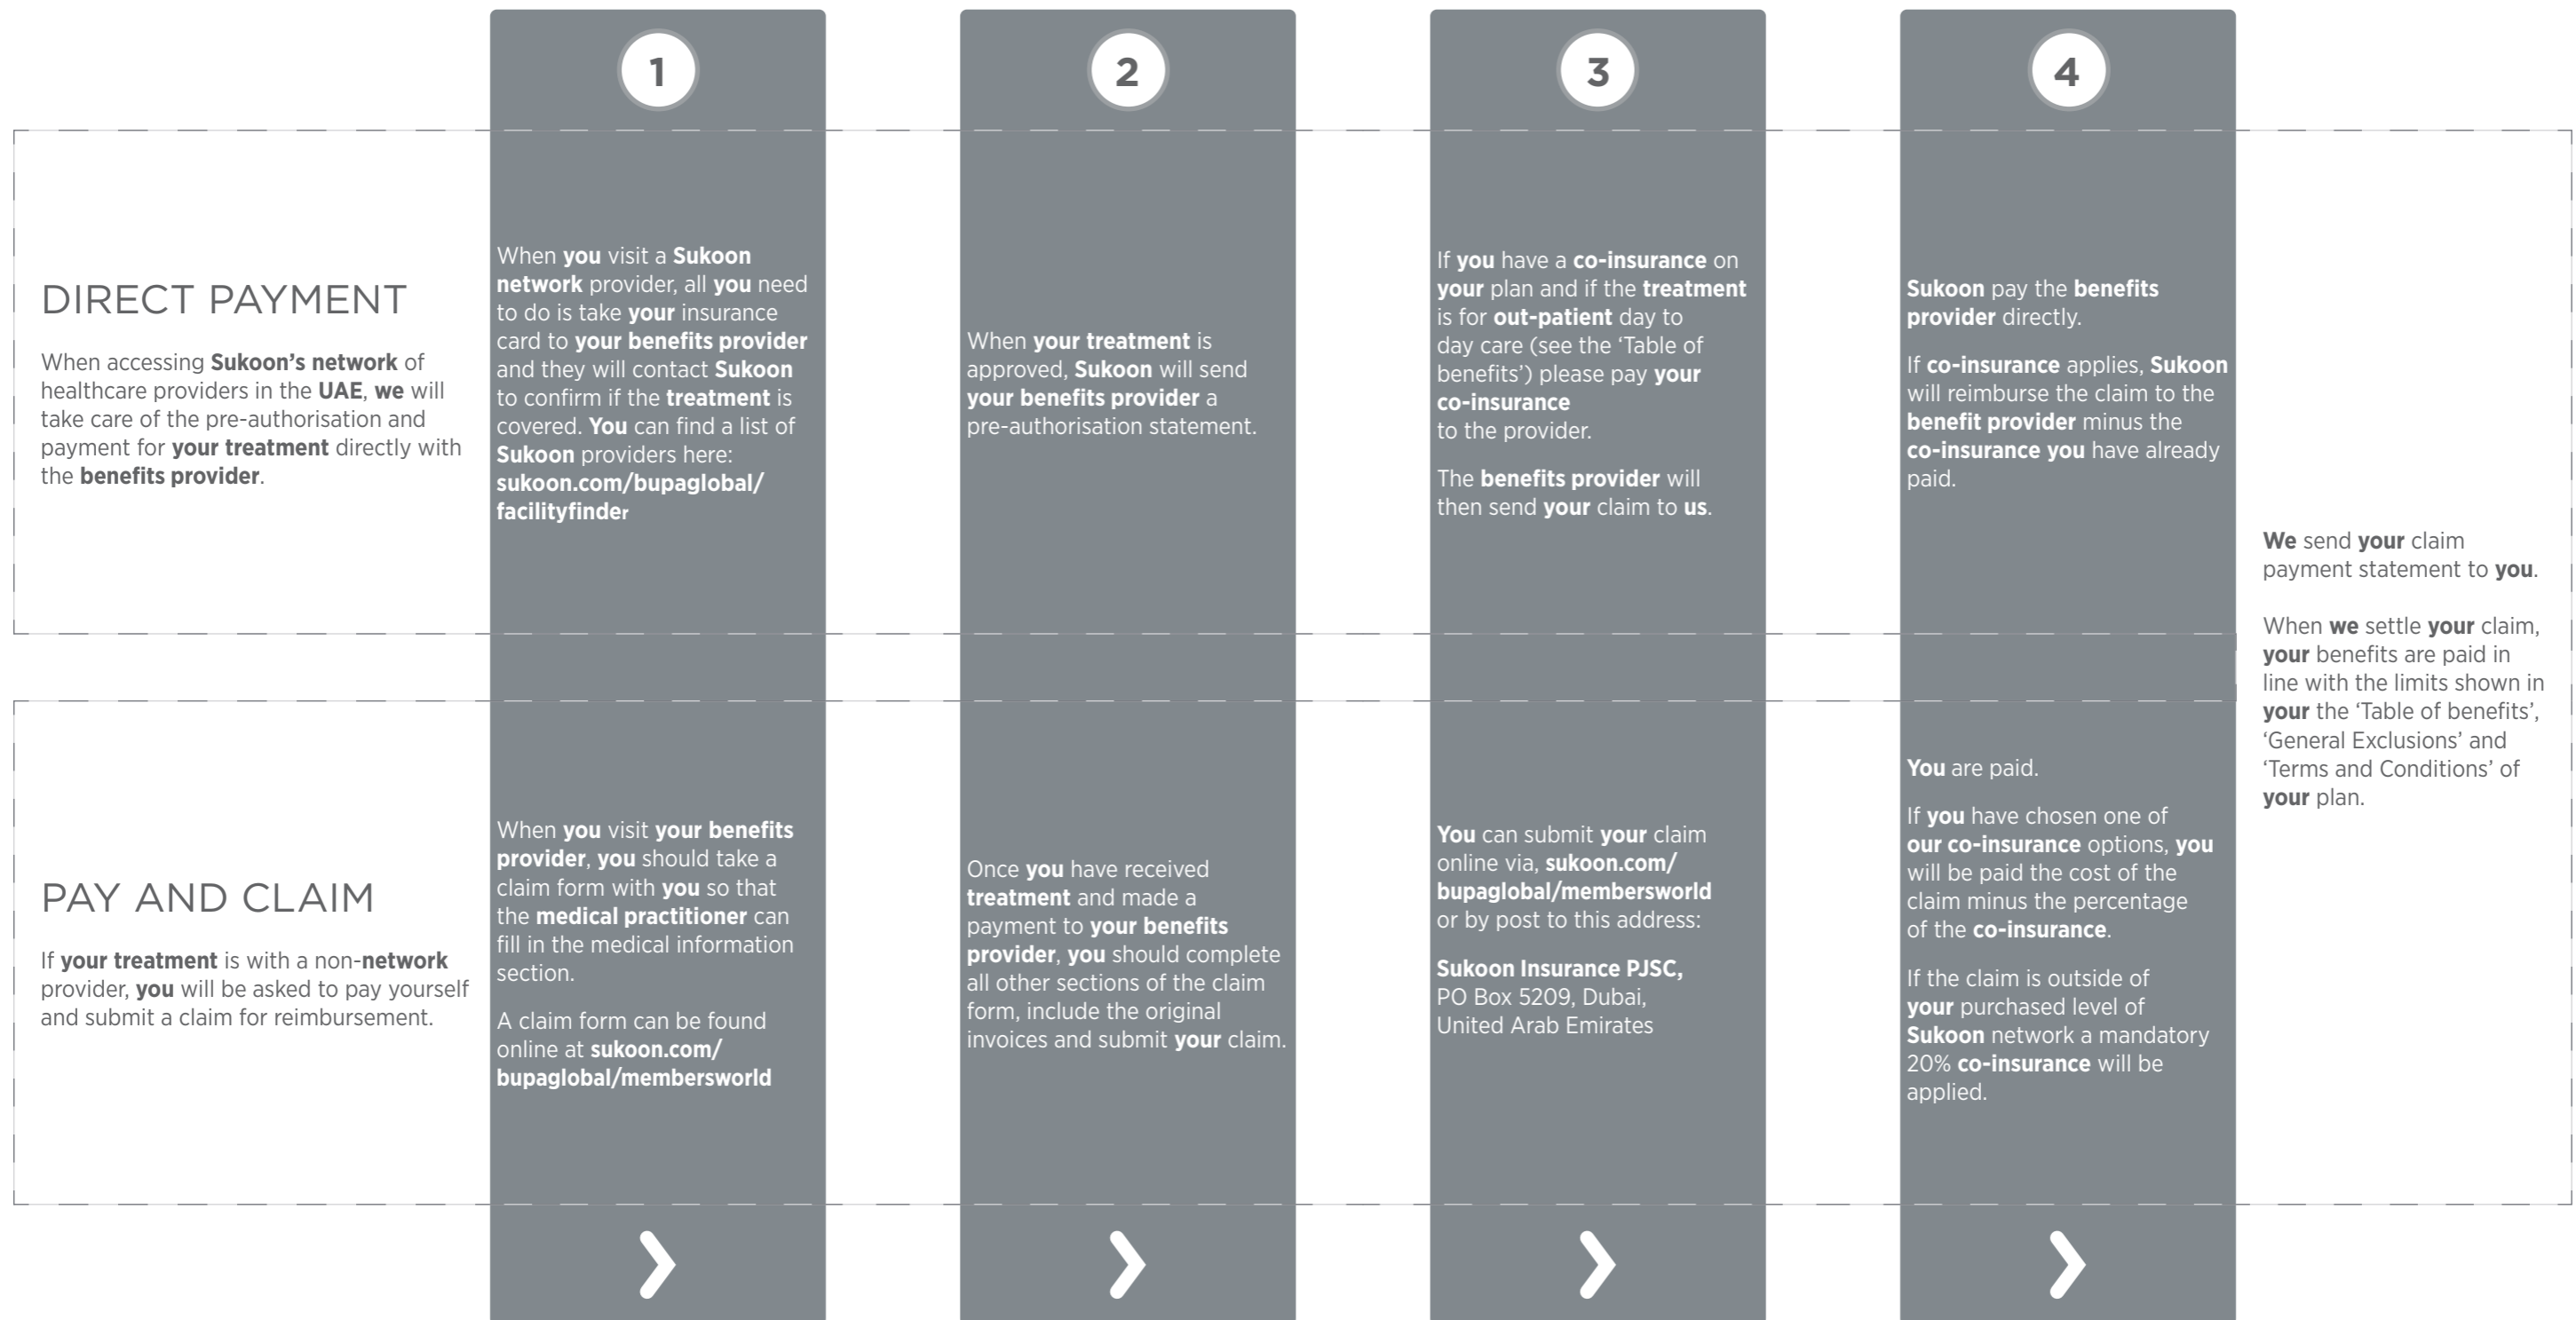 1
2
3
4
DIRECT PAYMENT
When accessing Sukoon's network of
healthcare providers in the UAE, we will
take care of the pre-authorisation and
payment for your treatment directly with
the benefits provider.
When you visit a Sukoon
network provider, all you need
to do is take your insurance
card to your benefits provider
and they will contact Sukoon
to confirm if the treatment is
covered. You can find a list of
Sukoon providers here:
sukoon.com/bupaglobal/
facilityfinder
When your treatment is
approved, Sukoon will send
your benefits provider a
pre-authorisation statement.
If you have a co-insurance on
your plan and if the treatment
is for out-patient day to
day care (see the ‘Table of
benefits’) please pay your
co-insurance
to the provider.
The benefits provider will
then send your claim to us.
Sukoon pay the benefits
provider directly.
If co-insurance applies, Sukoon
will reimburse the claim to the
benefit provider minus the
co-insurance you have already
paid.
PAY AND CLAIM
If your treatment is with a non-network
provider, you will be asked to pay yourself
and submit a claim for reimbursement.
When you visit your benefits
provider, you should take a
claim form with you so that
the medical practitioner can
fill in the medical information
section.
A claim form can be found
online at sukoon.com/
bupaglobal/membersworld
Once you have received
treatment and made a
payment to your benefits
provider, you should complete
all other sections of the claim
form, include the original
invoices and submit your claim.
You can submit your claim
online via, sukoon.com/
bupaglobal/membersworld
or by post to this address:
Sukoon Insurance PJSC,
PO Box 5209, Dubai,
United Arab Emirates
You are paid.
If you have chosen one of
our co-insurance options, you
will be paid the cost of the
claim minus the percentage
of the co-insurance.
If the claim is outside of
your purchased level of
Sukoon network a mandatory
20% co-insurance will be
applied.
We send your claim
payment statement to you.
When we settle your claim,
your benefits are paid in
line with the limits shown in
your the ‘Table of benefits’,
‘General Exclusions’ and
‘Terms and Conditions’ of
your plan.